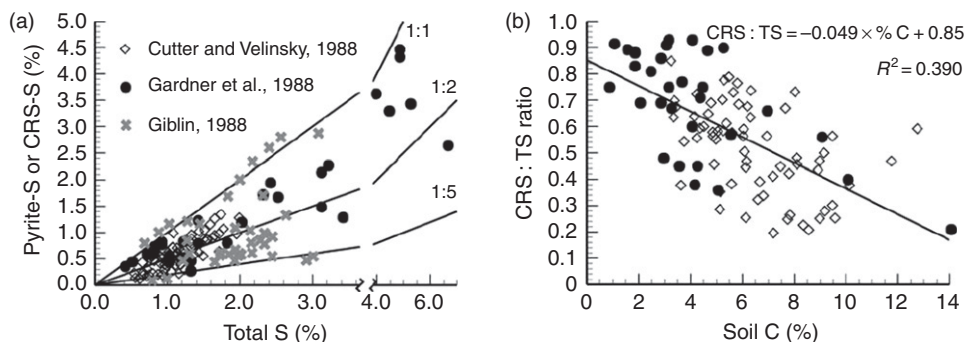 (a)
5.0
4.5
4.0
3.5
3.0
2.5
2.0
1.5
1.0
0.5
0.0
Pyrite-S or CRS-S (%)
Cutter and Velinsky, 1988
Gardner et al., 1988
Giblin, 1988
1:1
1:2
1:5
0.0 1.0 2.0 3.0 4.0 6.0
Total S (%)
(b)
1
0.9
0.8
0.7
0.6
0.5
0.4
0.3
0.2
0.1
0
CRS:TS ratio
CRS : TS = −0.049 × % C + 0.85
R² = 0.390
0 2 4 6 8 10 12 14
Soil C (%)